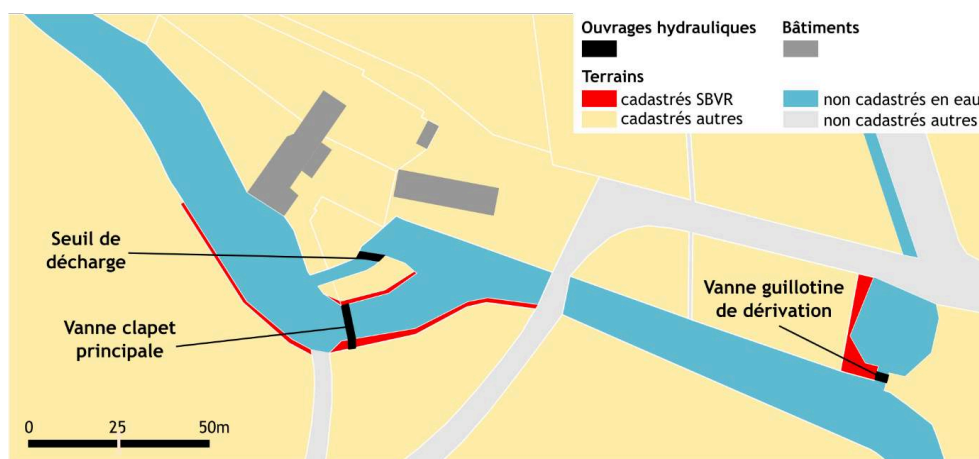 Ouvrages hydrauliques
Bâtiments
Terrains
cadastrés SBVR
non cadastrés en eau
cadastrés autres
non cadastrés autres
Seuil de
décharge
Vanne clapet
principale
Vanne guillotine
de dérivation
0 25 50m